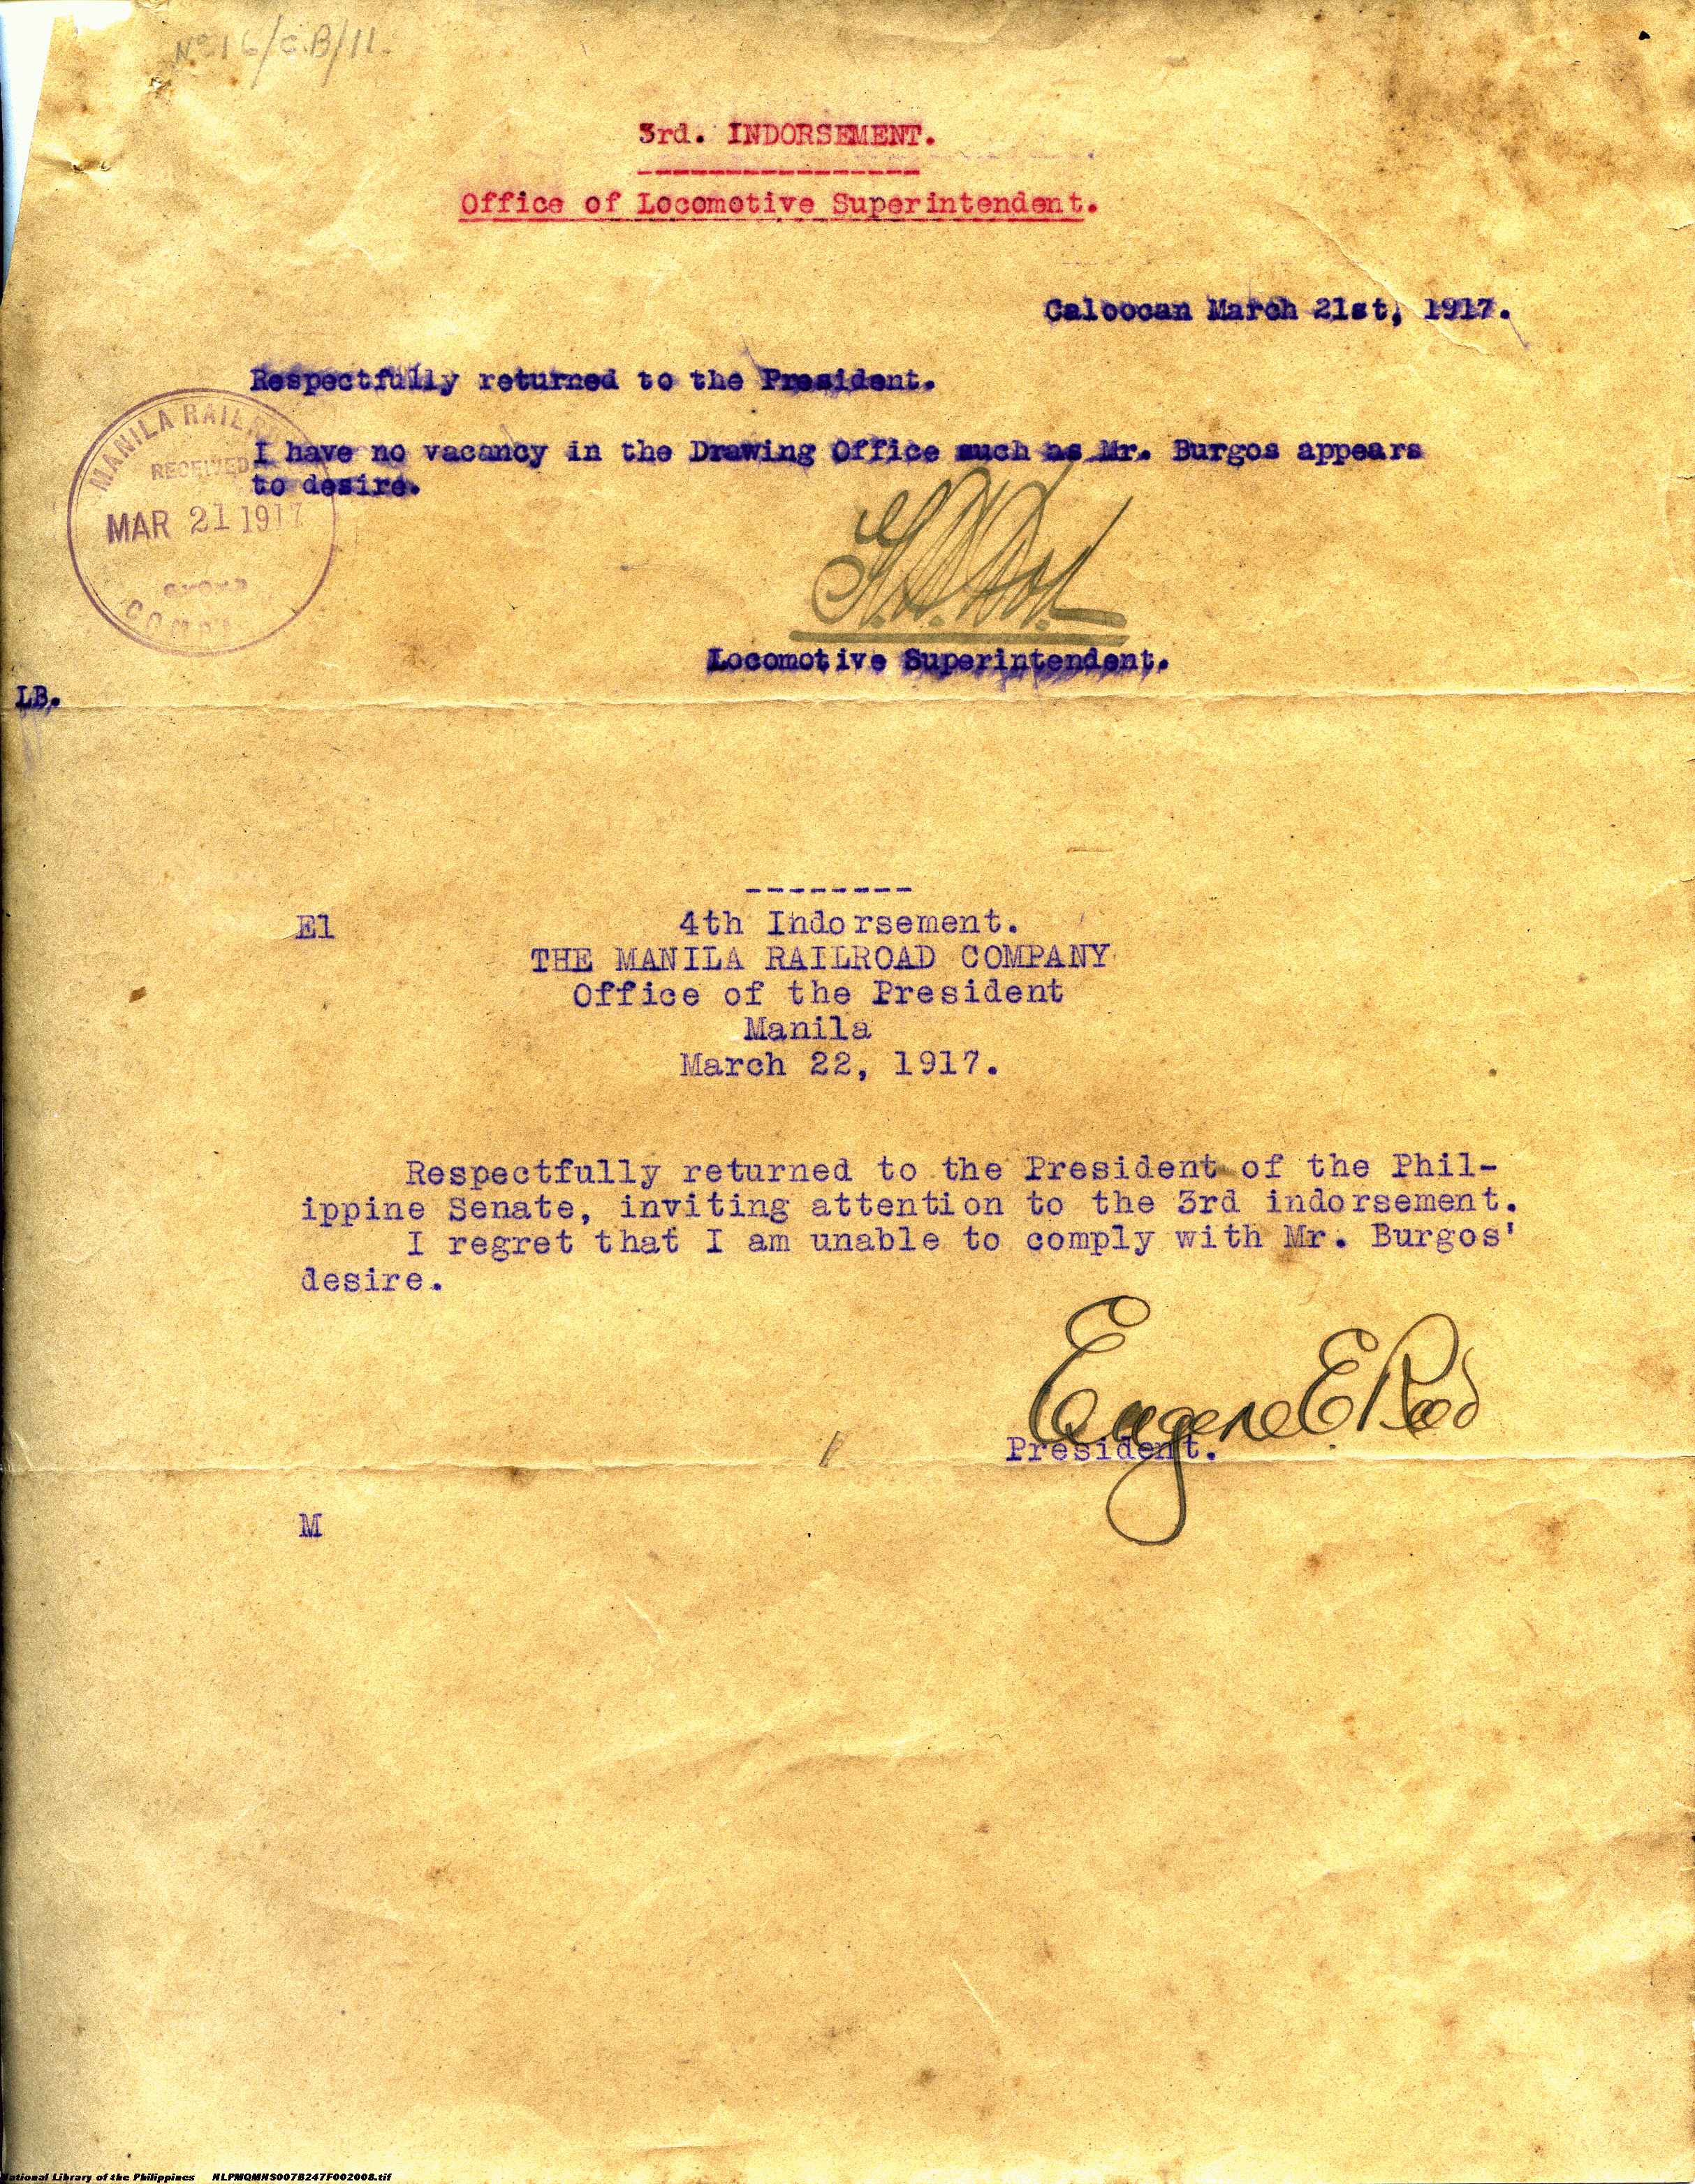 Nº 16/C.B/11.
3rd. INDORSEMENT.
Office of Locomotive Superintendent.
Caloocan March 21st, 1917.
Respectfully returned to the President.
I have no vacancy in the Drawing Office such as Mr. Burgos appears
to desire.
MANILA RAILR
RECEIVED
MAR 21 1917
Locomotive Superintendent.
LB.
--------
El
4th Indorsement.
THE MANILA RAILROAD COMPANY
Office of the President
Manila
March 22, 1917.
Respectfully returned to the President of the Phil-
ippine Senate, inviting attention to the 3rd indorsement.
I regret that I am unable to comply with Mr. Burgos'
desire.
Eugene E Reed
President.
M
National Library of the Philippines NLPMQMNS007B247F002008.tif